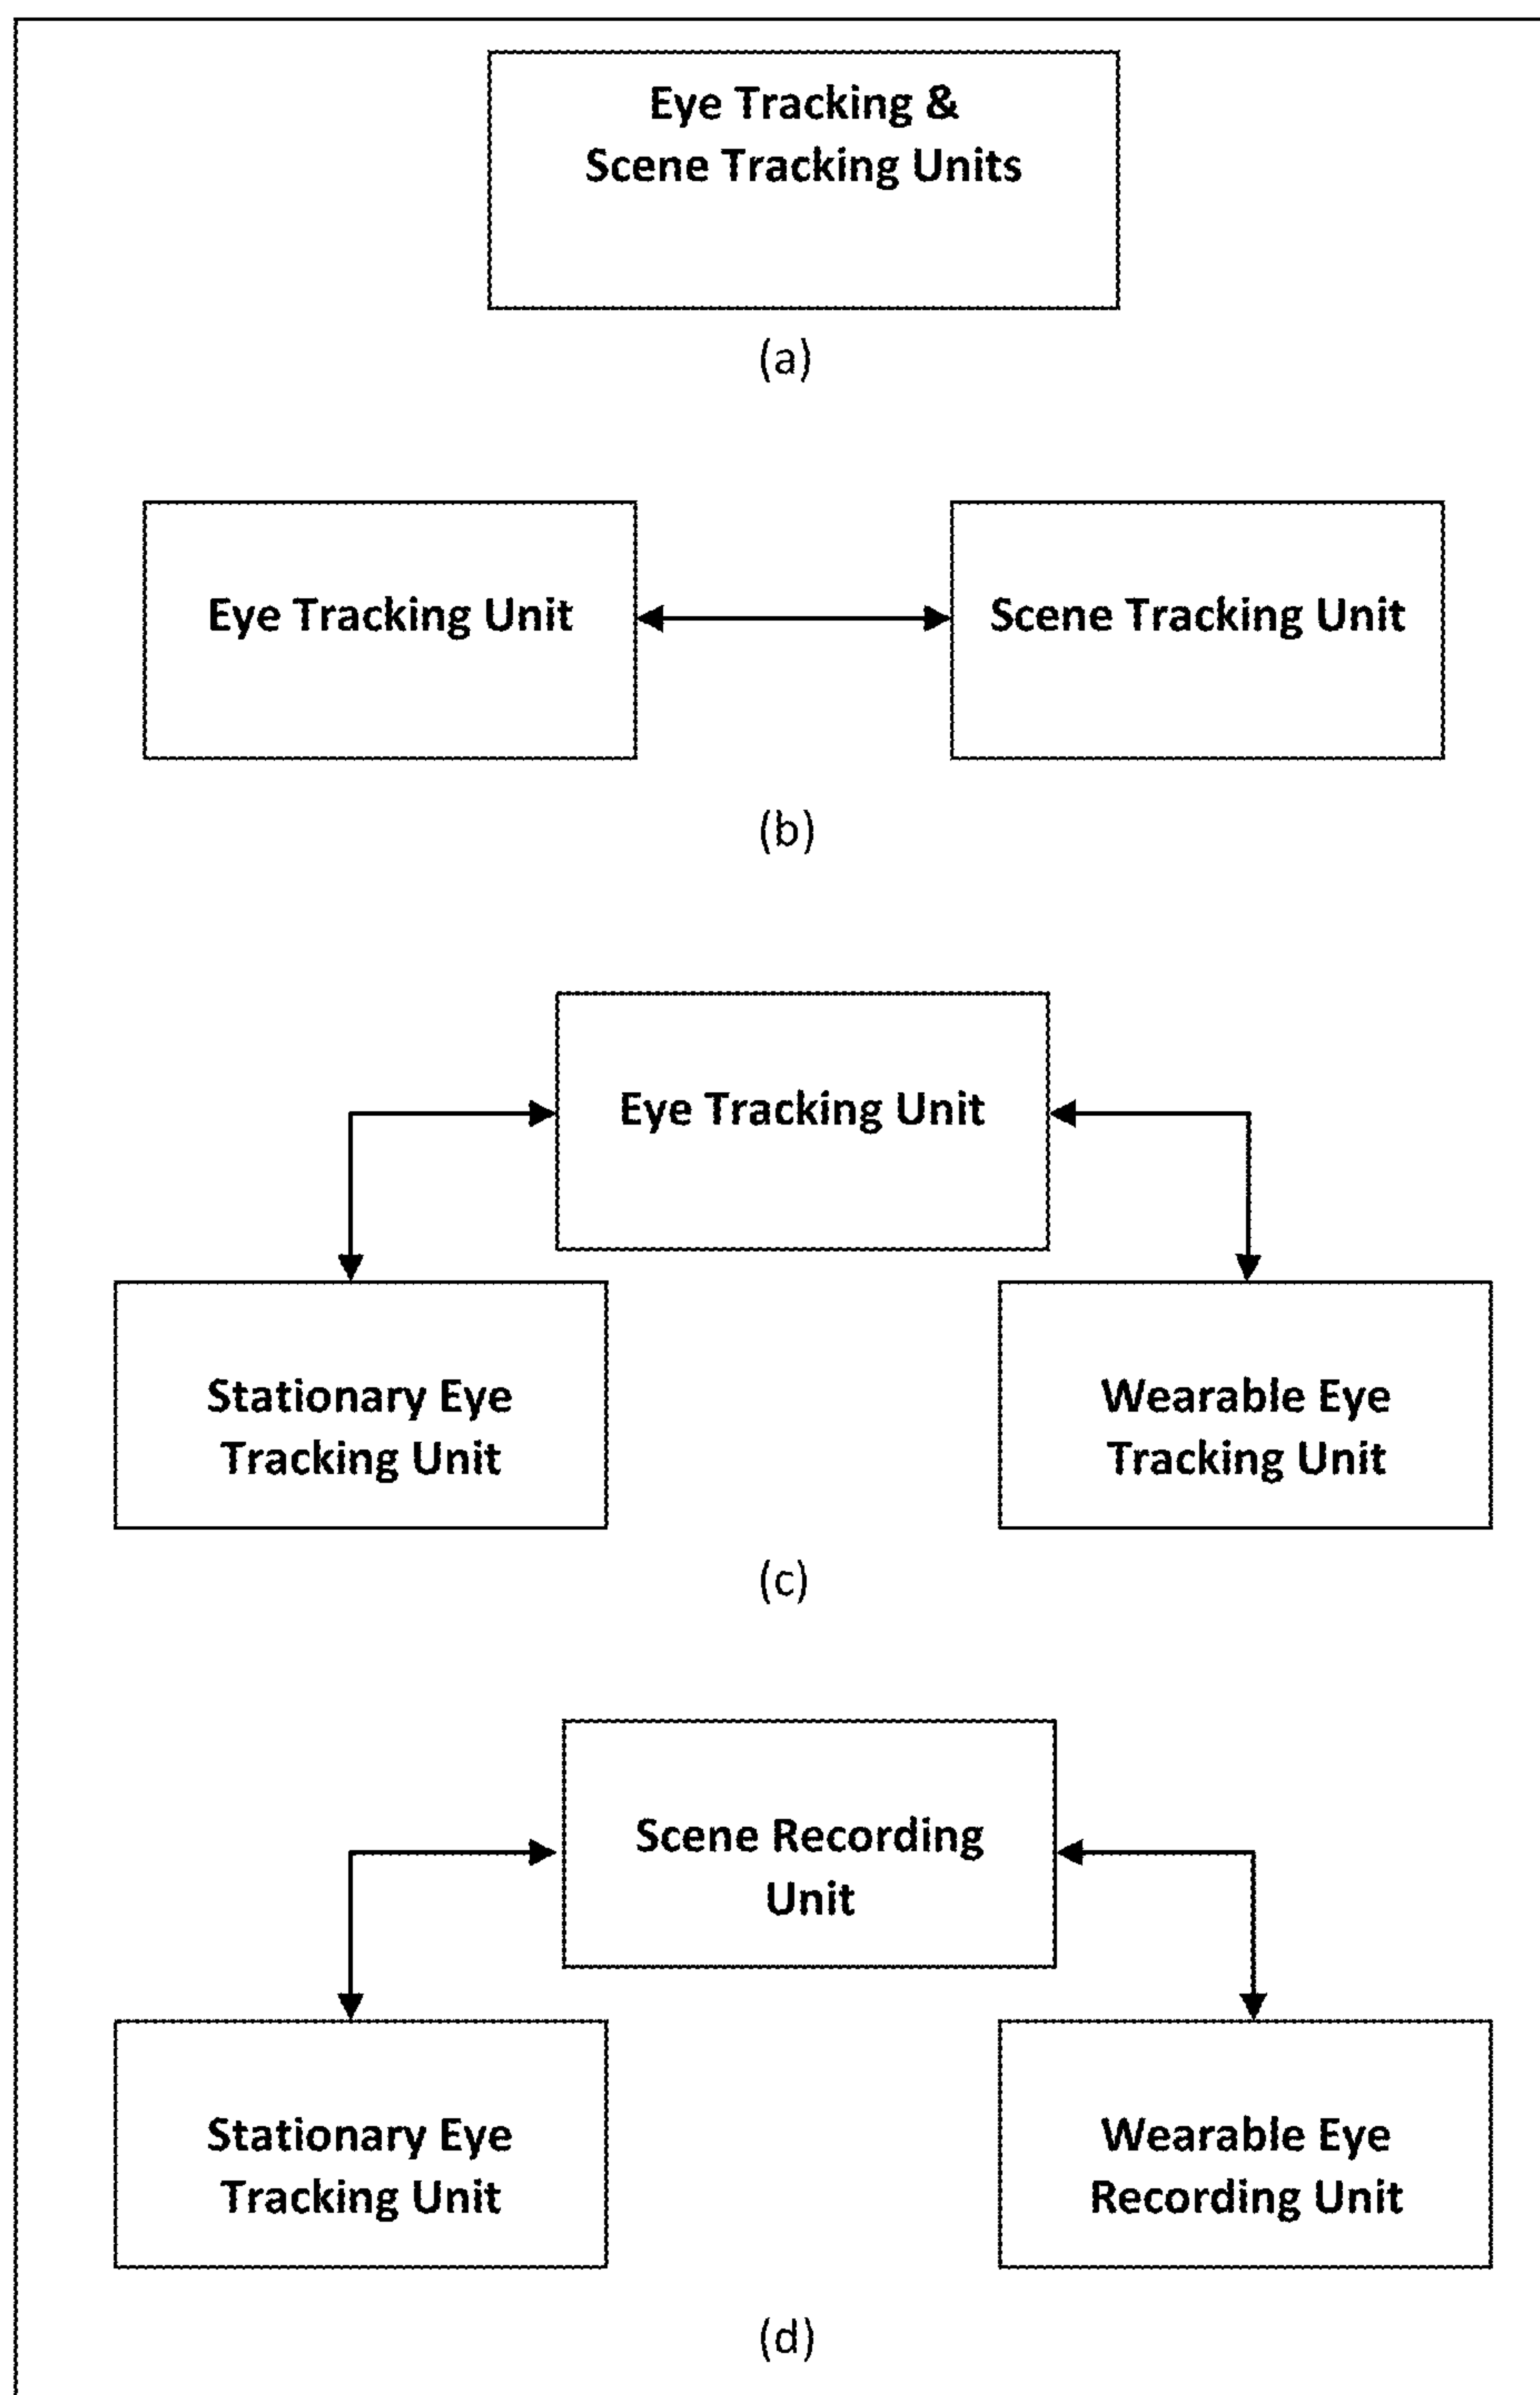 Eye Tracking &
Scene Tracking Units
(a)
Eye Tracking Unit
Scene Tracking Unit
(b)
Eye Tracking Unit
Stationary Eye
Tracking Unit
Wearable Eye
Tracking Unit
(c)
Scene Recording
Unit
Stationary Eye
Tracking Unit
Wearable Eye
Recording Unit
(d)